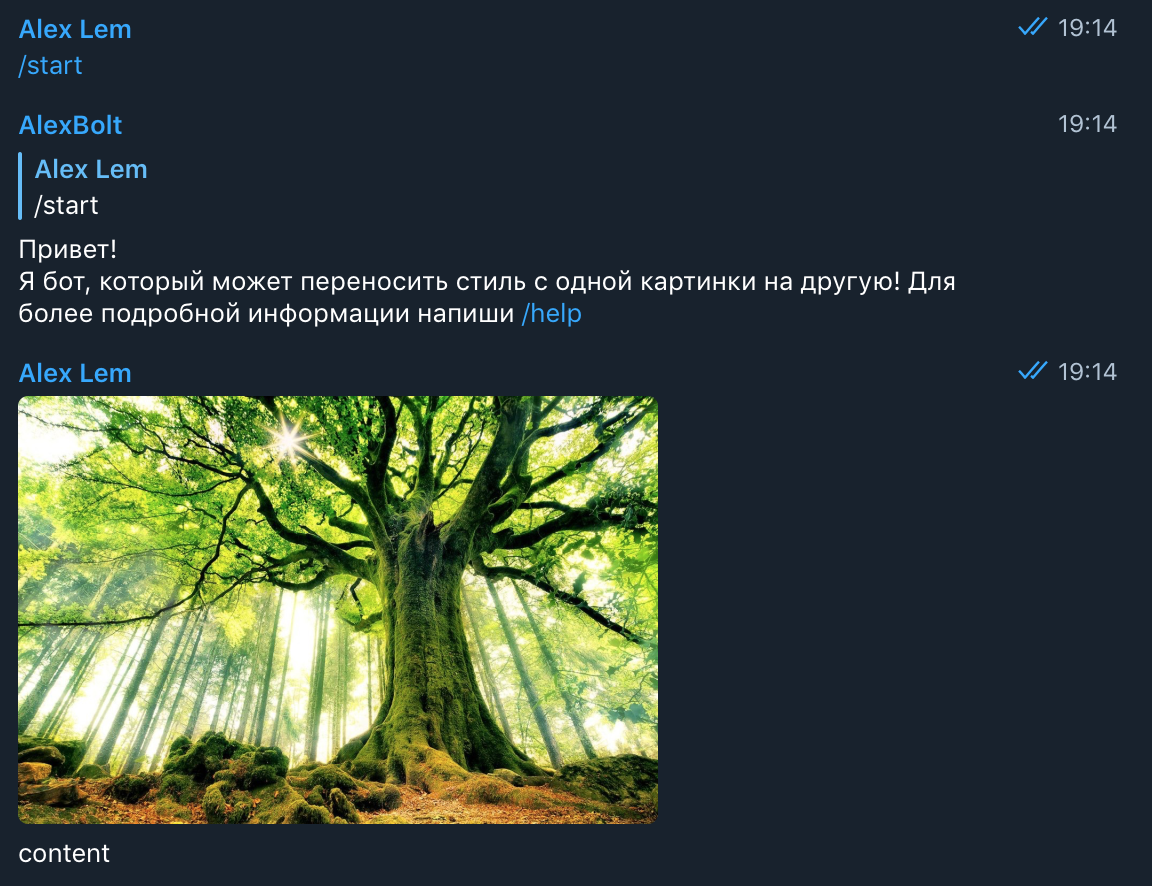 Alex Lem
19:14
/start
AlexBolt
19:14
Alex Lem
/start
Привет!
Я бот, который может переносить стиль с одной картинки на другую! Для
более подробной информации напиши /help
Alex Lem
19:14
content